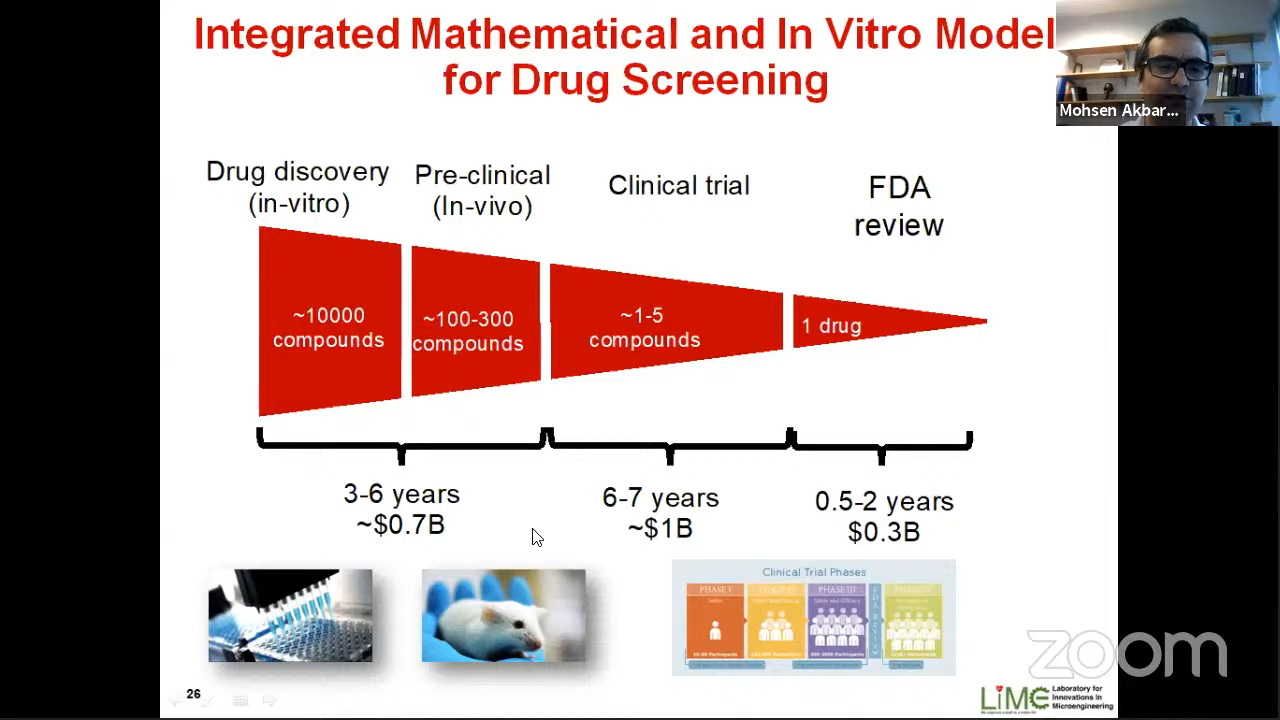 Integrated Mathematical and In Vitro Model
for Drug Screening
Mohsen Akbar...
Drug discovery
(in-vitro)
Pre-clinical
(In-vivo)
Clinical trial
FDA
review
~10000
compounds
~100-300
compounds
~1-5
compounds
1 drug
3-6 years
~$0.7B
6-7 years
~$1B
0.5-2 years
$0.3B
Clinical Trial Phases
PHASE I
PHASE III
FDA Review
zoom
26
LiME
Laboratory for
Innovations In
Microengineering